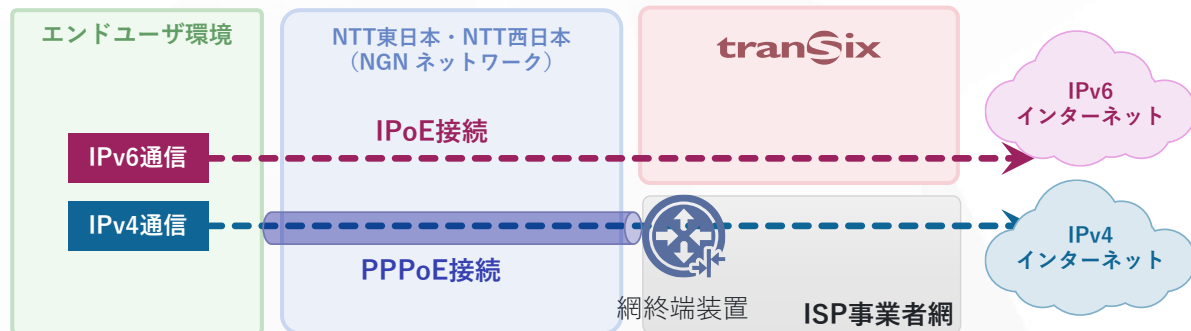 エンドユーザ環境
NTT東日本・NTT西日本
（NGN ネットワーク）
tranSix
IPv6
インターネット
IPoE接続
IPv6通信
IPv4通信
IPv4
インターネット
PPPoE接続
網終端装置
ISP事業者網